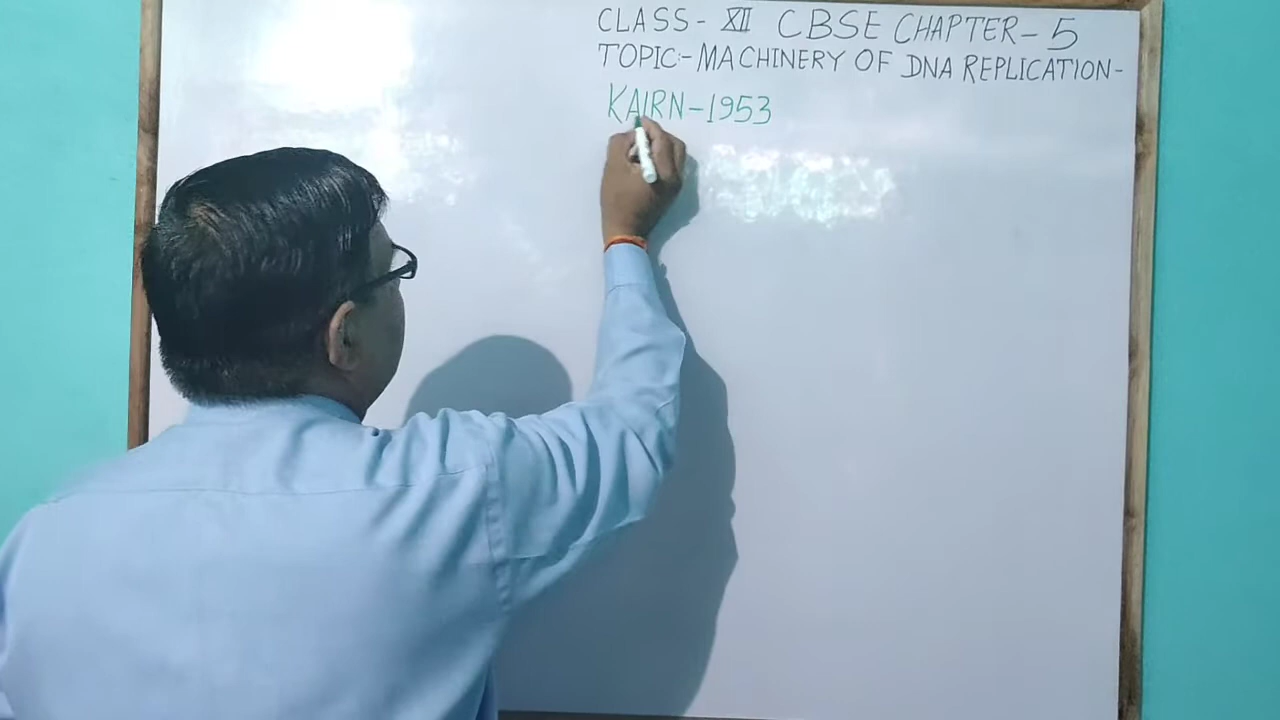 CLASS- XII CBSE CHAPTER-5
TOPIC:-MACHINERY OF DNA REPLICATION-
KAIRN-1953